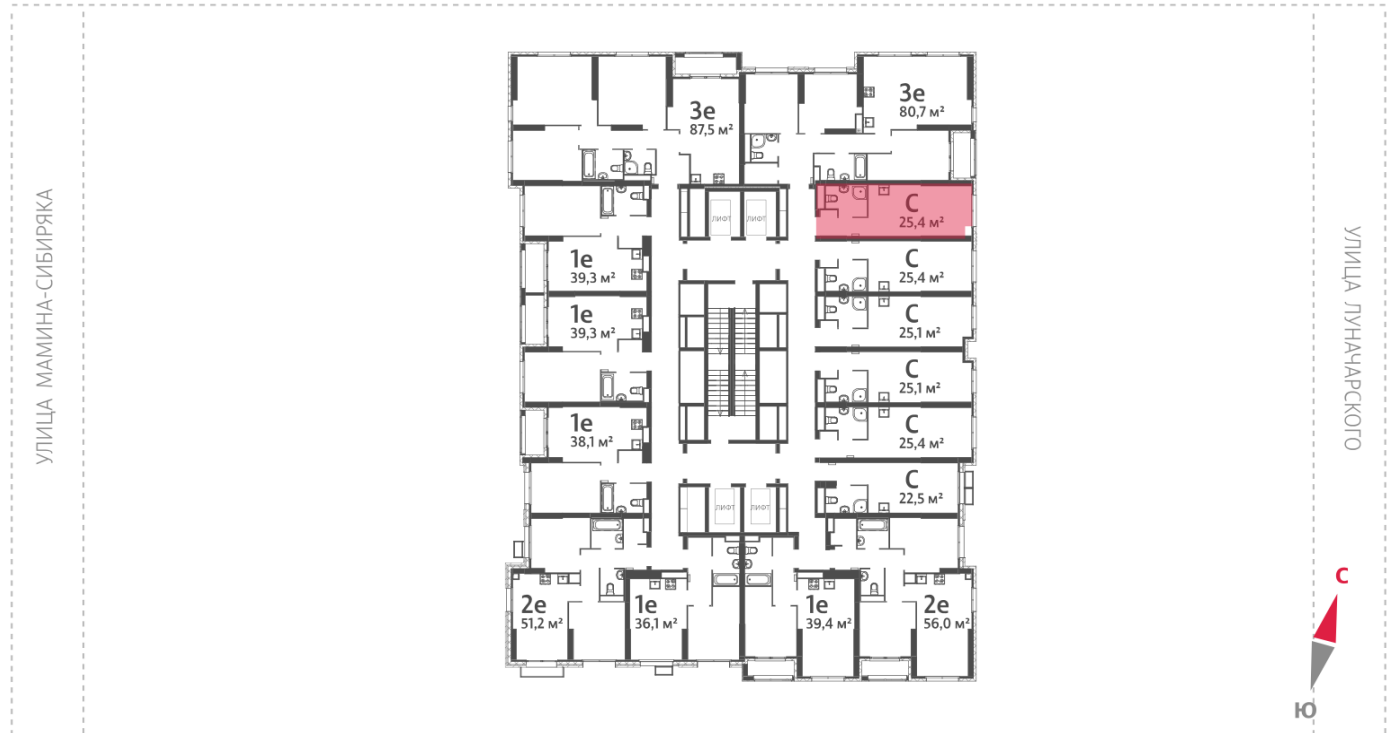 УЛИЦА МАМИНА-СИБИРЯКА
3е
87,5 м²
3е
80,7 м²
ЛИФТ
ЛИФТ
С
25,4 м²
1е
39,3 м²
С
25,4 м²
1е
39,3 м²
С
25,1 м²
С
25,1 м²
1е
38,1 м²
С
25,4 м²
С
22,5 м²
ЛИФТ
ЛИФТ
2е
51,2 м²
1е
36,1 м²
1е
39,4 м²
2е
56,0 м²
УЛИЦА ЛУНАЧАРСКОГО
С
Ю